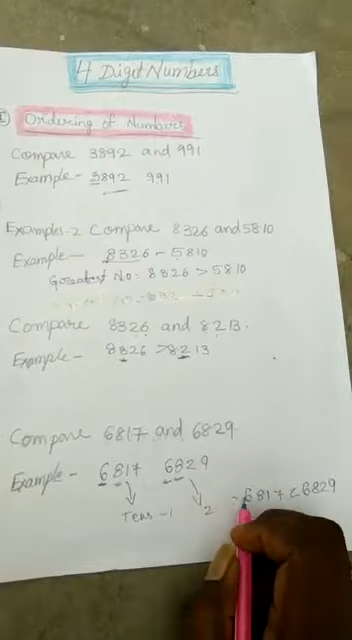 4 Digit Numbers
Ordering of Numbers
Compare 3892 and 991
Example- 3892 991
Examples-2 Compare 8326 and 5810
Example- 8326 - 5810
Greatest No: 8326 > 5810
Compare 8326 and 8213.
Example- 8326 > 8213
Compare 6817 and 6829
Example- 6817 6829
Tens -1 2
6817 < 6829